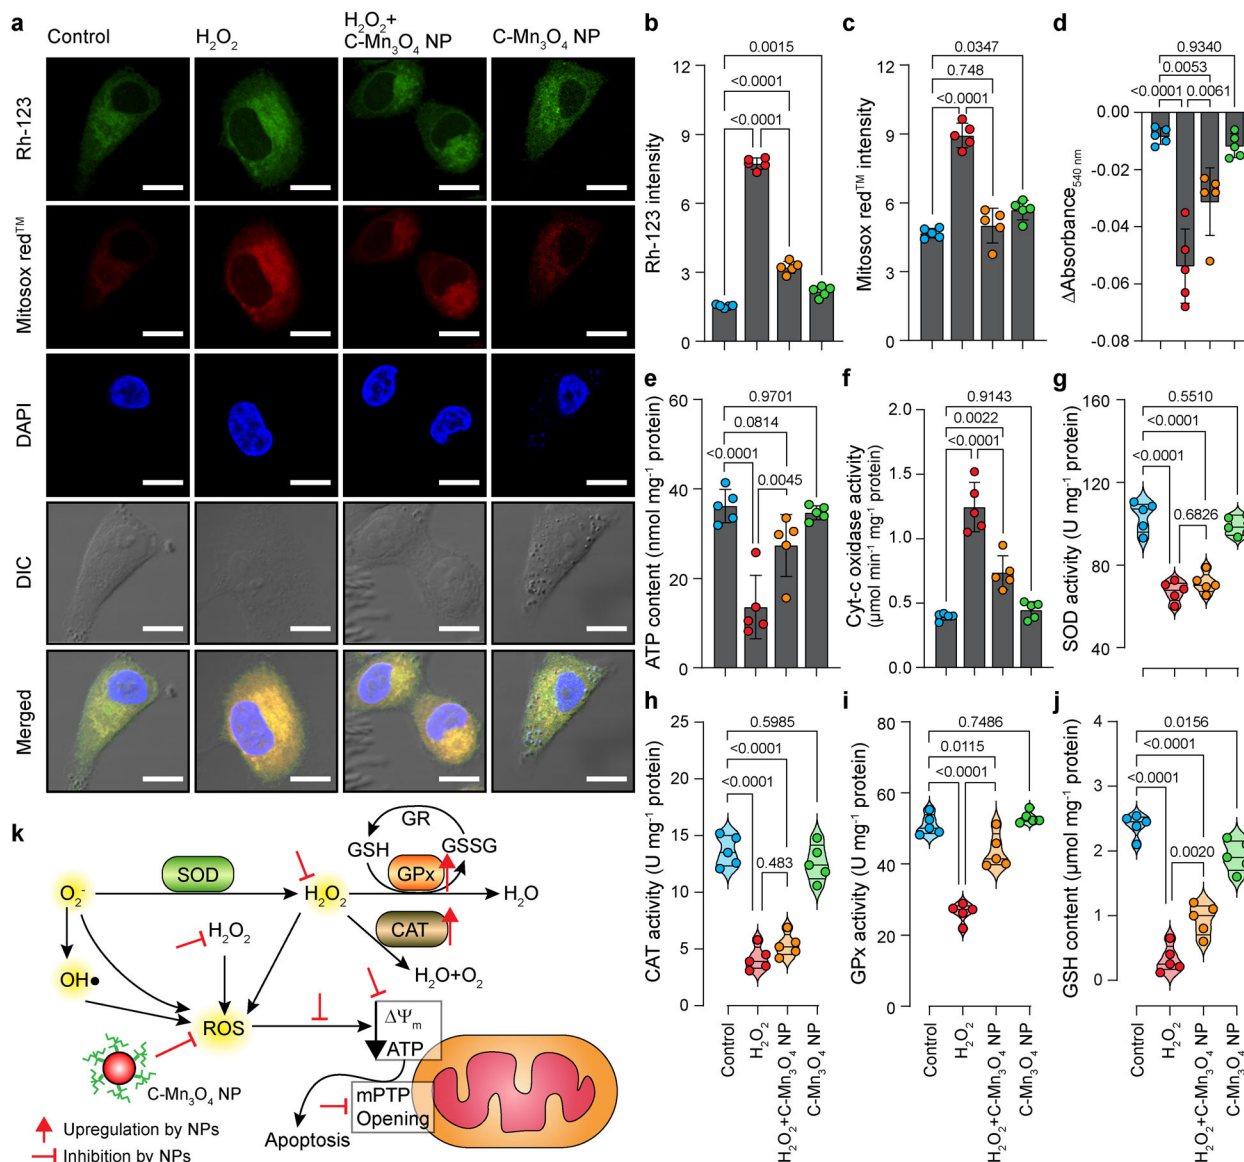 a
Control
H₂O₂
H₂O₂+
C-Mn₃O₄ NP
C-Mn₃O₄ NP
Rh-123
Mitosox red™
DAPI
DIC
Merged
b
0.0015
<0.0001
<0.0001
12
9
6
3
0
Rh-123 intensity
c
0.0347
0.748
<0.0001
12
9
6
3
0
Mitosox red™ intensity
d
0.9340
0.0053
<0.0001
0.0061
0.00
-0.02
-0.04
-0.06
-0.08
ΔAbsorbance540 nm
e
0.9701
0.0814
<0.0001
0.0045
60
40
20
0
ATP content (nmol mg⁻¹ protein)
f
0.9143
0.0022
<0.0001
2.0
1.5
1.0
0.5
0.0
Cyt-c oxidase activity
(µmol min⁻¹ mg⁻¹ protein)
g
0.5510
<0.0001
<0.0001
0.6826
160
120
80
40
SOD activity (U mg⁻¹ protein)
h
0.5985
<0.0001
<0.0001
0.483
25
20
15
10
5
0
CAT activity (U mg⁻¹ protein)
Control
H₂O₂
H₂O₂+C-Mn₃O₄ NP
C-Mn₃O₄ NP
i
0.7486
0.0115
<0.0001
80
60
40
20
0
GPx activity (U mg⁻¹ protein)
Control
H₂O₂
H₂O₂+C-Mn₃O₄ NP
C-Mn₃O₄ NP
j
0.0156
<0.0001
<0.0001
0.0020
4
3
2
1
0
GSH content (µmol mg⁻¹ protein)
Control
H₂O₂
H₂O₂+C-Mn₃O₄ NP
C-Mn₃O₄ NP
k
GR
GSH
GSSG
SOD
GPx
O₂⁻
H₂O₂
H₂O
CAT
H₂O₂
H₂O+O₂
OH●
ROS
ΔΨm
ATP
C-Mn₃O₄ NP
mPTP
Opening
Apoptosis
Upregulation by NPs
Inhibition by NPs